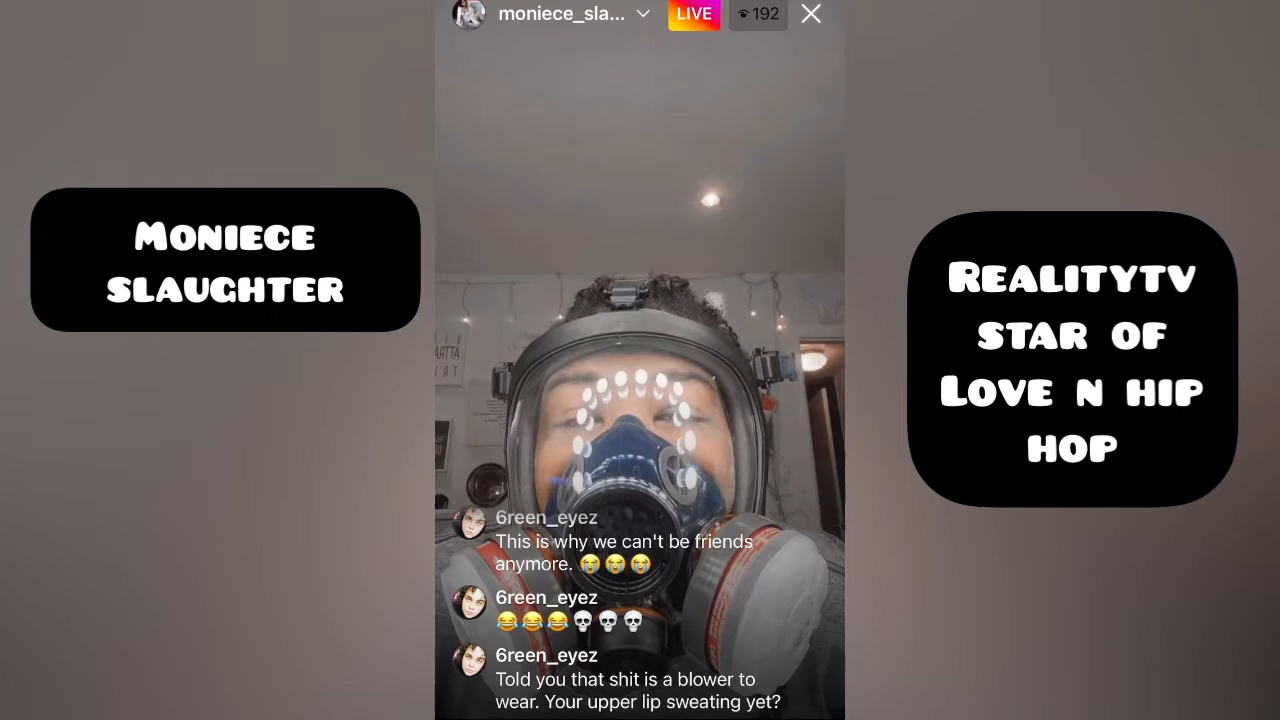 moniece_sla...
LIVE
192
Moniece
slaughter
Realitytv
star of
Love n hip
hop
6reen_eyez
This is why we can't be friends
anymore. 😭😭😭
6reen_eyez
😂😂😂💀💀💀
6reen_eyez
Told you that shit is a blower to
wear. Your upper lip sweating yet?